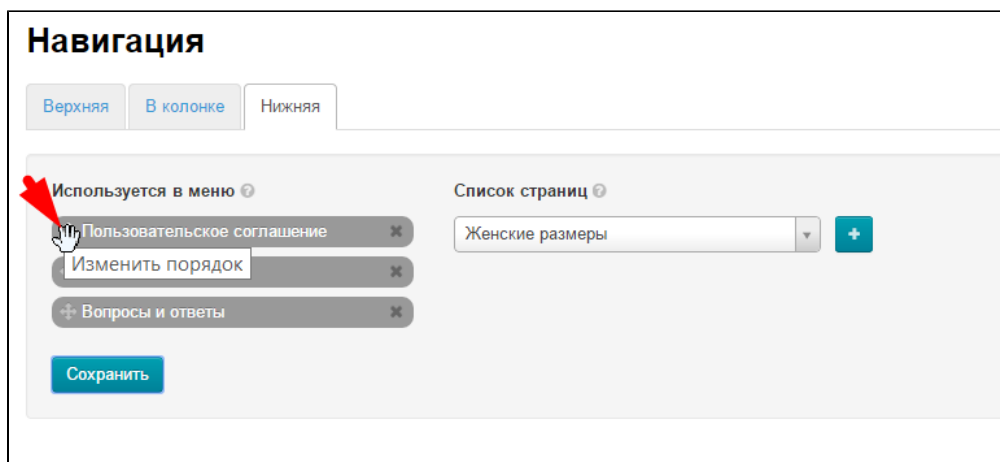 Навигация
Верхняя В колонке Нижняя
Используется в меню Список страниц
Пользовательское соглашение Женские размеры
Изменить порядок
Вопросы и ответы
Сохранить